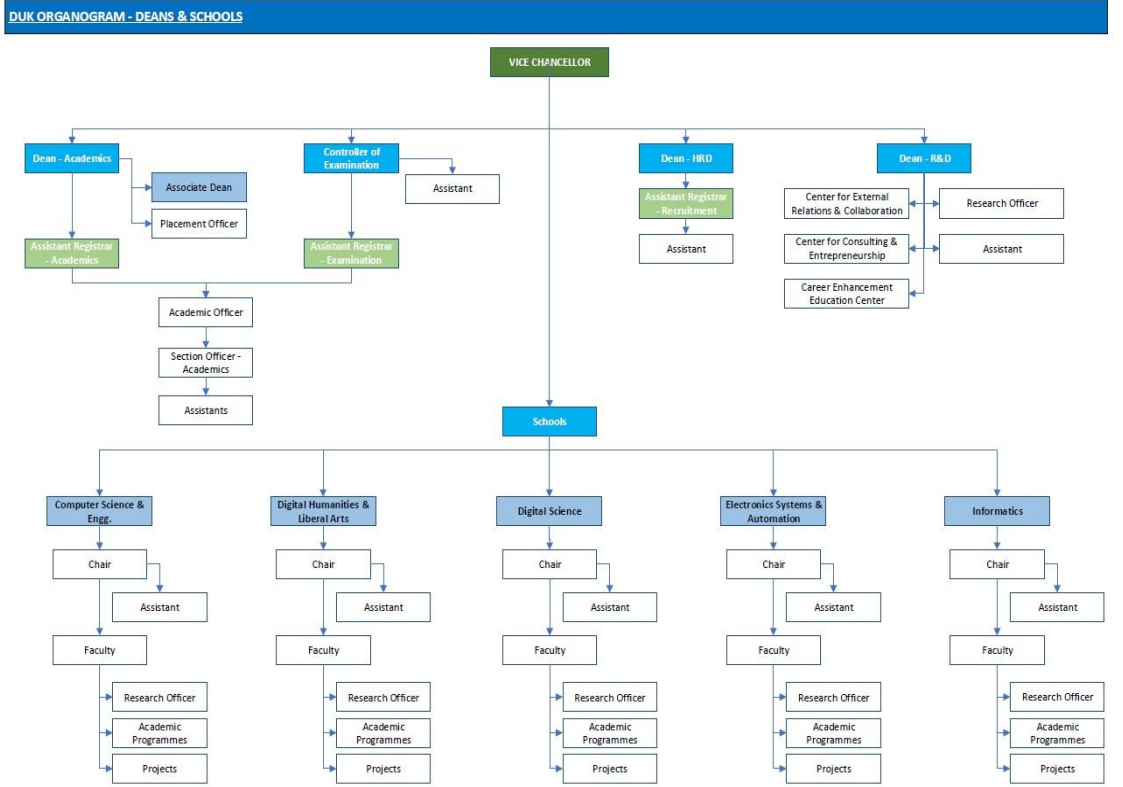 DUK ORGANOGRAM - DEANS & SCHOOLS
VICE CHANCELLOR
Dean - Academics
Associate Dean
Placement Officer
Assistant Registrar
- Academics
Controller of
Examination
Assistant
Assistant Registrar
- Examination
Academic Officer
Section Officer -
Academics
Assistants
Dean - HRD
Assistant Registrar
- Recruitment
Assistant
Dean - R&D
Center for External
Relations & Collaboration
Research Officer
Center for Consulting &
Entrepreneurship
Assistant
Career Enhancement
Education Center
Schools
Computer Science &
Engg.
Chair
Assistant
Faculty
Research Officer
Academic
Programmes
Projects
Digital Humanities &
Liberal Arts
Chair
Assistant
Faculty
Research Officer
Academic
Programmes
Projects
Digital Science
Chair
Assistant
Faculty
Research Officer
Academic
Programmes
Projects
Electronics Systems &
Automation
Chair
Assistant
Faculty
Research Officer
Academic
Programmes
Projects
Informatics
Chair
Assistant
Faculty
Research Officer
Academic
Programmes
Projects